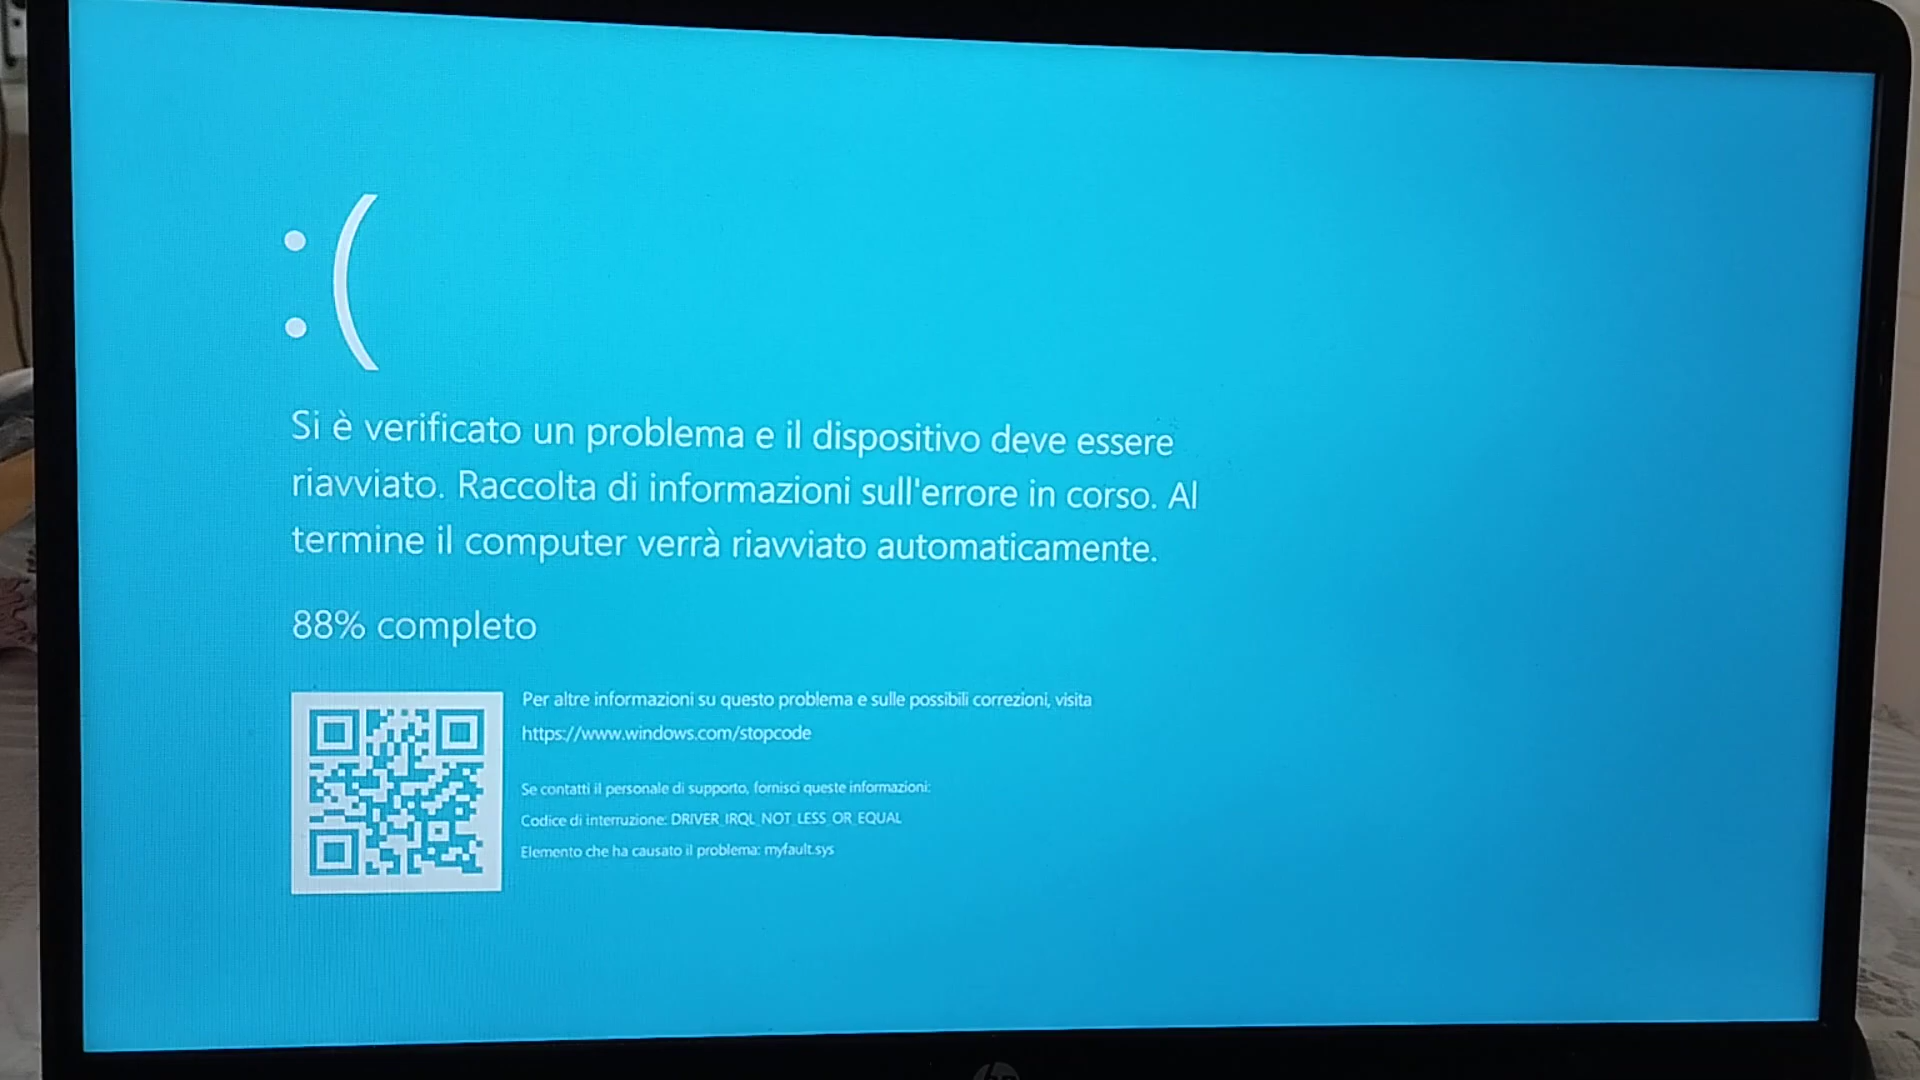 :(
Si è verificato un problema e il dispositivo deve essere
riavviato. Raccolta di informazioni sull'errore in corso. Al
termine il computer verrà riavviato automaticamente.
88% completo
Per altre informazioni su questo problema e sulle possibili correzioni, visita
https://www.windows.com/stopcode
Se contatti il personale di supporto, fornisci queste informazioni:
Codice di interruzione: DRIVER_IRQL_NOT_LESS_OR_EQUAL
Elemento che ha causato il problema: myfault.sys
hp